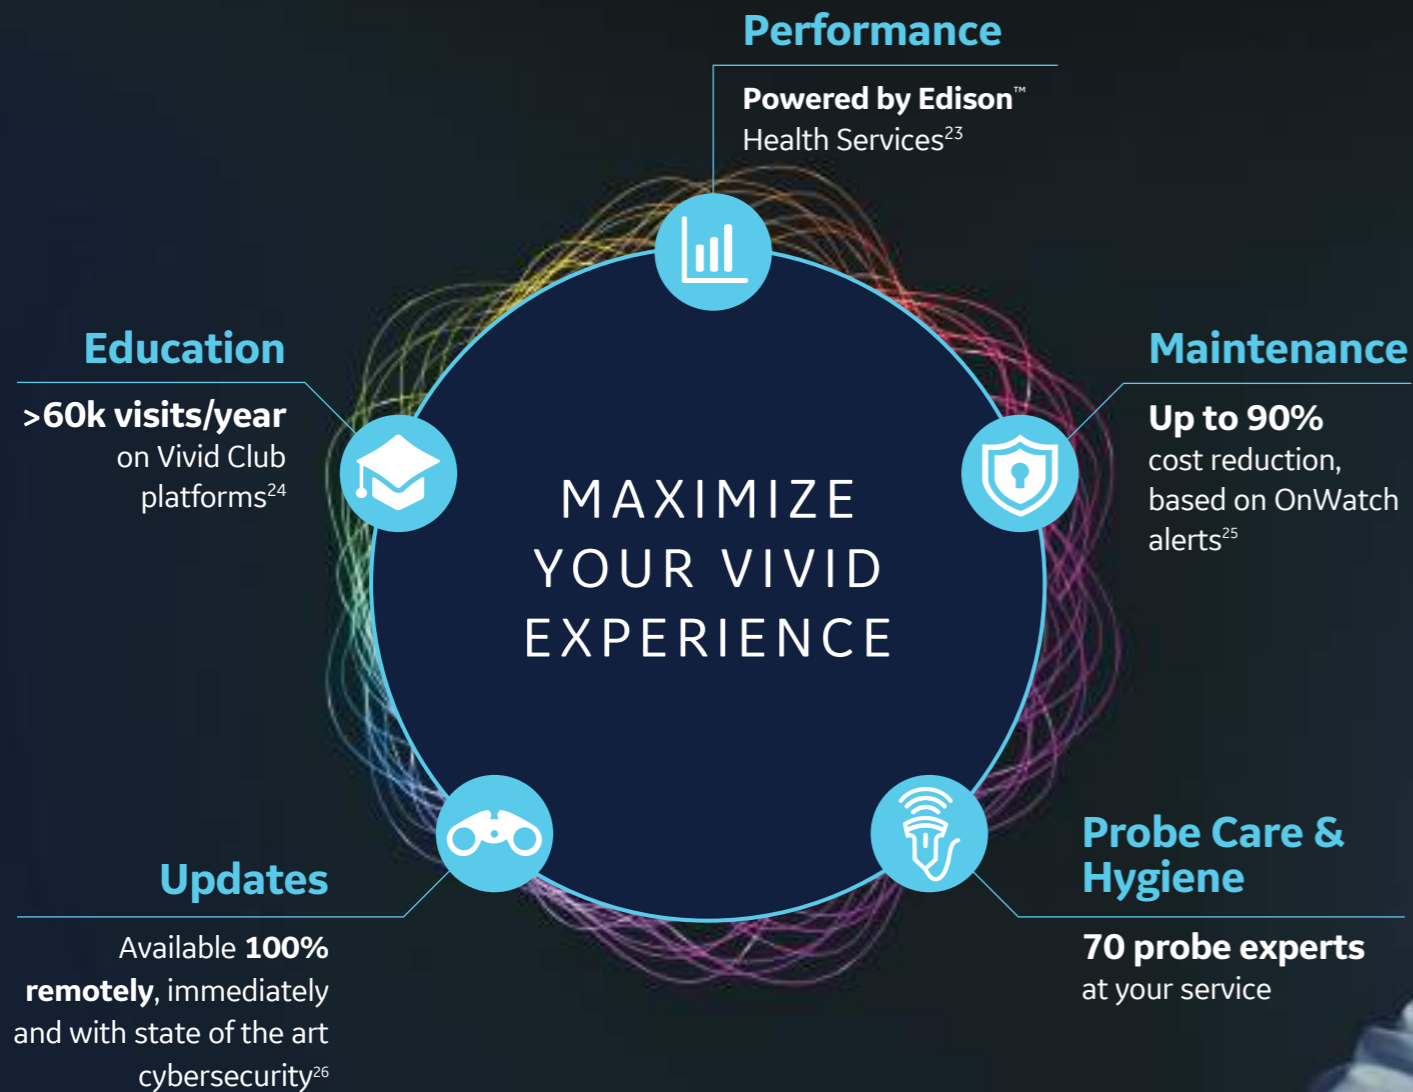 Performance
Powered by Edison™
Health Services23
Education
>60k visits/year
on Vivid Club
platforms24
Maintenance
Up to 90%
cost reduction,
based on OnWatch
alerts25
MAXIMIZE
YOUR VIVID
EXPERIENCE
Updates
Available 100%
remotely, immediately
and with state of the art
cybersecurity26
Probe Care &
Hygiene
70 probe experts
at your service